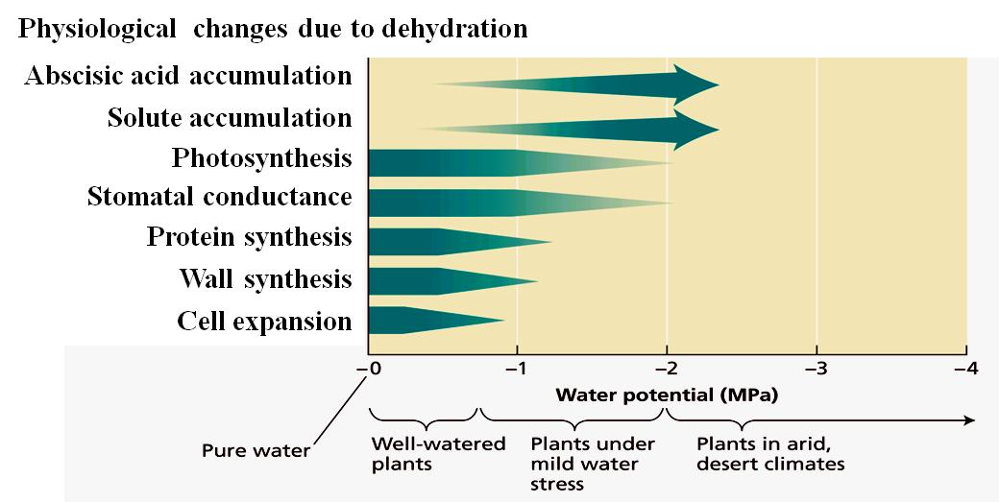 Physiological changes due to dehydration
Abscisic acid accumulation
Solute accumulation
Photosynthesis
Stomatal conductance
Protein synthesis
Wall synthesis
Cell expansion
–0 –1 –2 –3 –4
Water potential (MPa)
Pure water
Well-watered
plants
Plants under
mild water
stress
Plants in arid,
desert climates